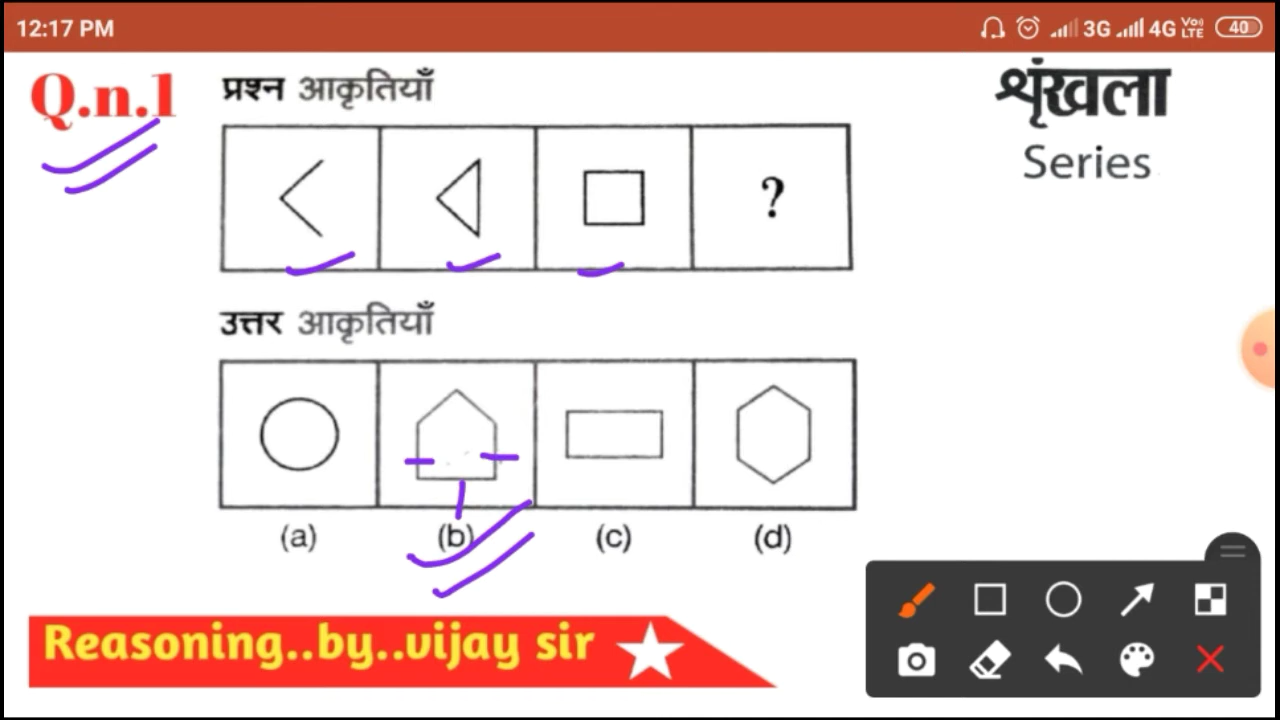 12:17 PM
3G 4G Vo) LTE 40
Q.n.1
प्रश्न आकृतियाँ
श्रृंखला
Series
?
उत्तर आकृतियाँ
(a) (b) (c) (d)
Reasoning..by..vijay sir